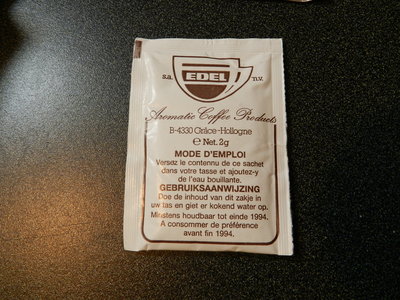 s.a. EDEL n.v.
Aromatic Coffee Products
B-4330 Grâce-Hollogne
℮ Net. 2g
MODE D'EMPLOI
Versez le contenu de ce sachet
dans votre tasse et ajoutez-y
de l'eau bouillante.
GEBRUIKSAANWIJZING
Doe de inhoud van dit zakje in
uw tas en giet er kokend water op.
Minstens houdbaar tot einde 1994.
A consommer de préférence
avant fin 1994.